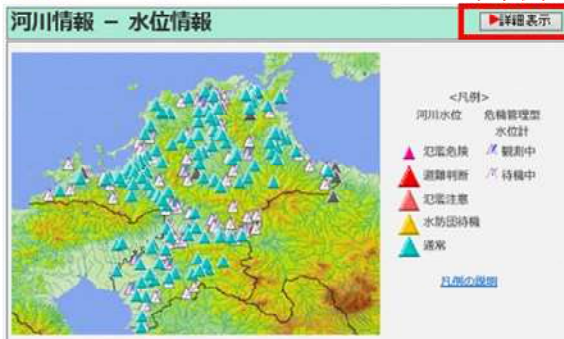 河川情報 － 水位情報
▶詳細表示
<凡例>
河川水位 危機管理型
水位計
氾濫危険 観測中
避難判断 待機中
氾濫注意
水防団待機
通常
凡例の説明